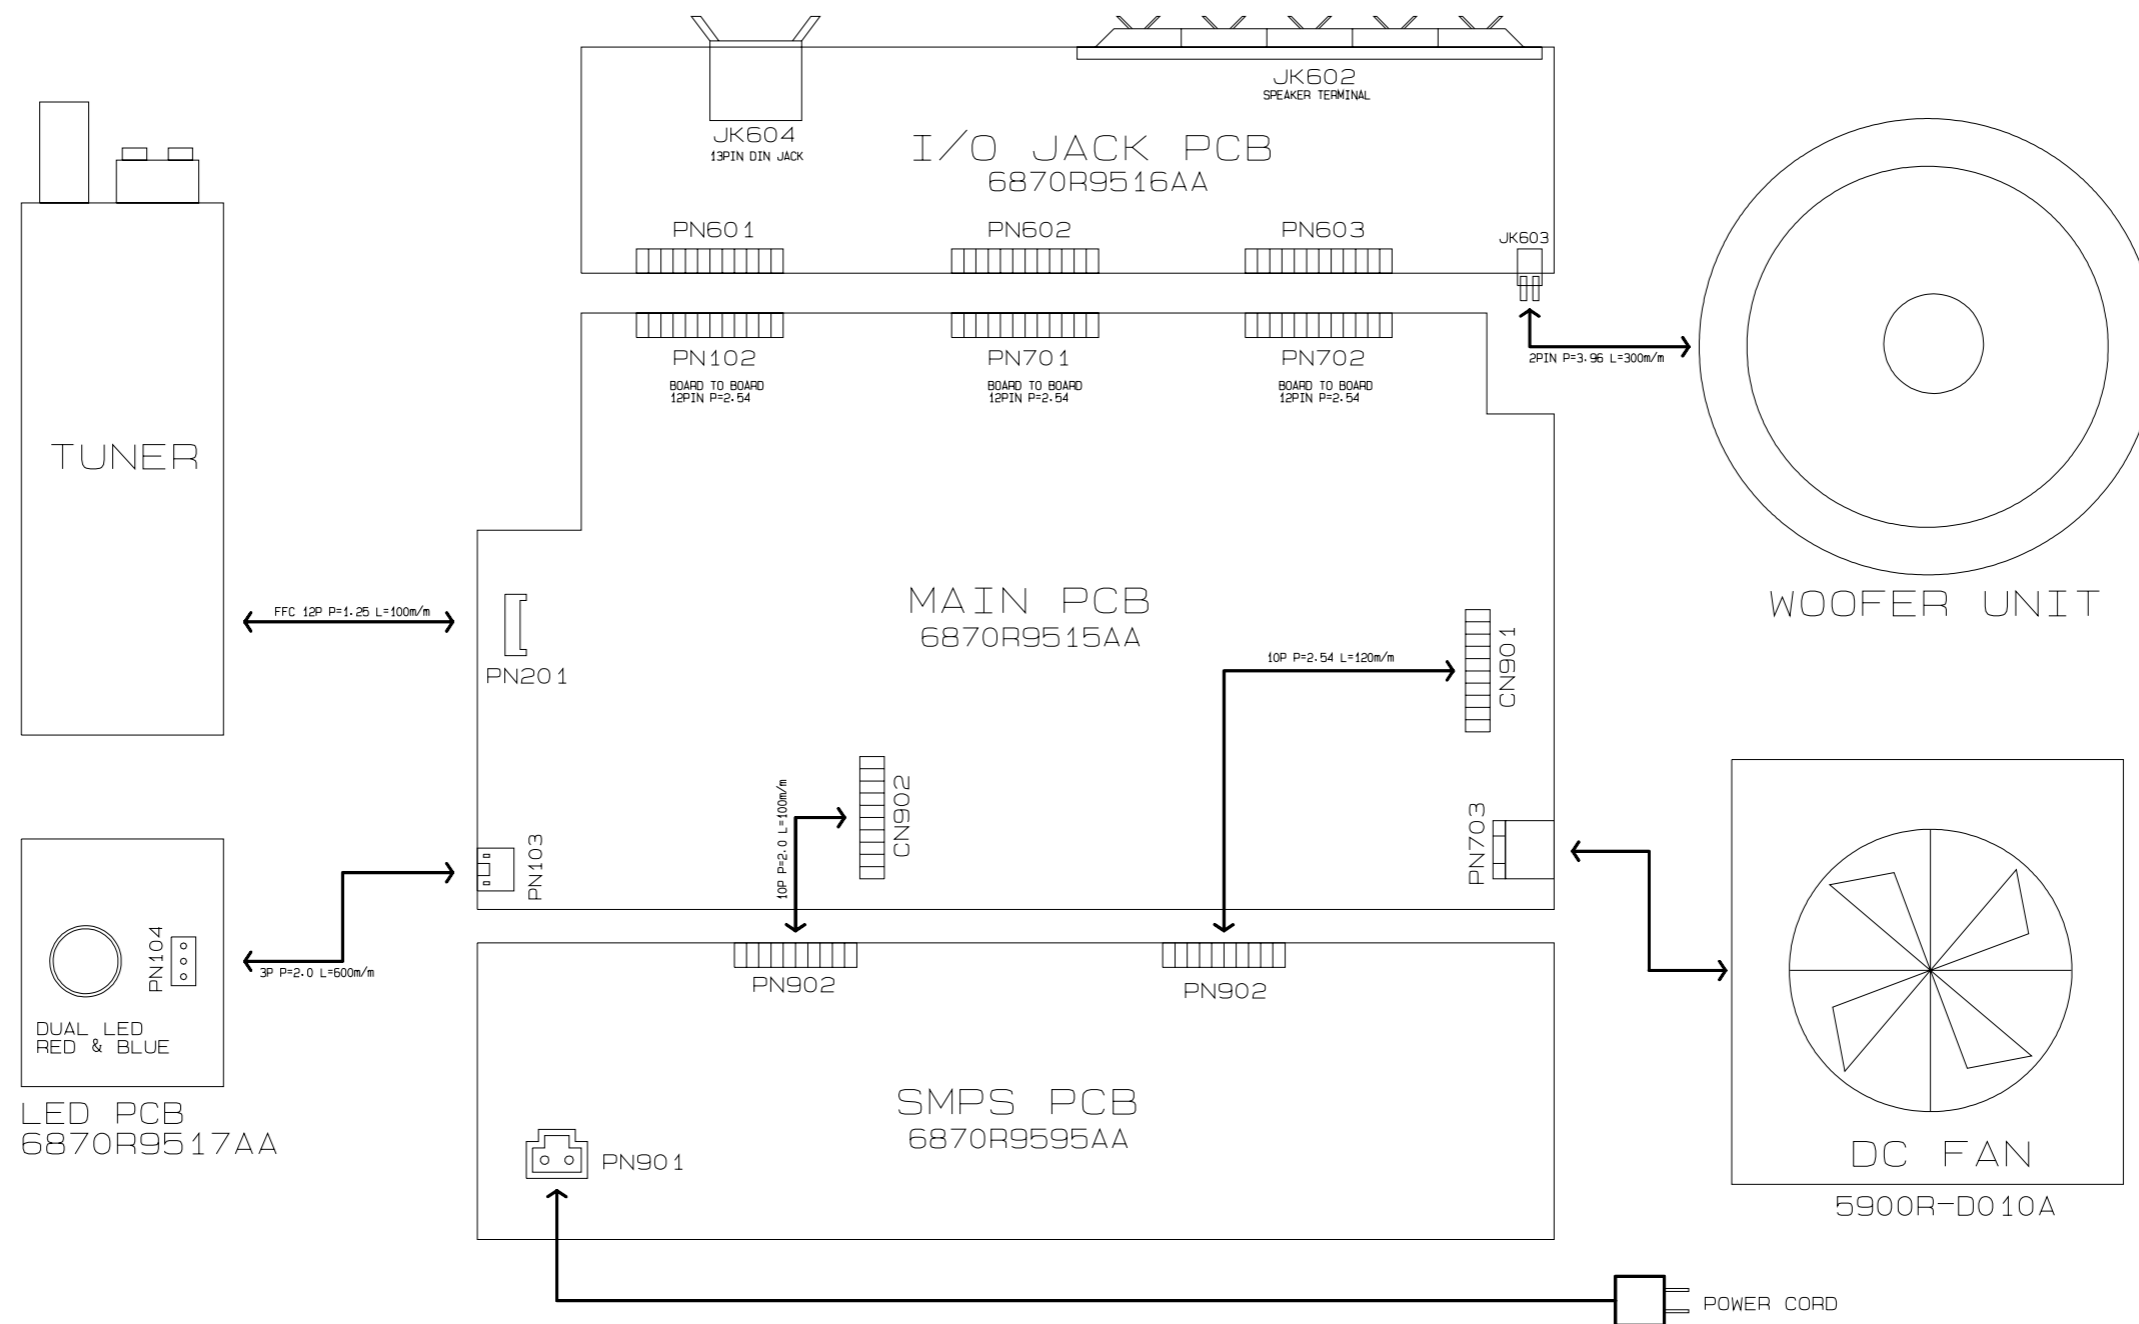 JK602
SPEAKER TERMINAL
JK604
13PIN DIN JACK
I/O JACK PCB
6870R9516AA
PN601
PN602
PN603
JK603
PN102
BOARD TO BOARD
12PIN P=2.54
PN701
BOARD TO BOARD
12PIN P=2.54
PN702
BOARD TO BOARD
12PIN P=2.54
2PIN P=3.96 L=300m/m
TUNER
WOOFER UNIT
FFC 12P P=1.25 L=100m/m
PN201
MAIN PCB
6870R9515AA
10P P=2.54 L=120m/m
CN901
10P P=2.0 L=100m/m
CN902
PN703
PN103
PN104
3P P=2.0 L=600m/m
DUAL LED
RED & BLUE
LED PCB
6870R9517AA
PN902
PN902
SMPS PCB
6870R9595AA
PN901
DC FAN
5900R-D010A
POWER CORD